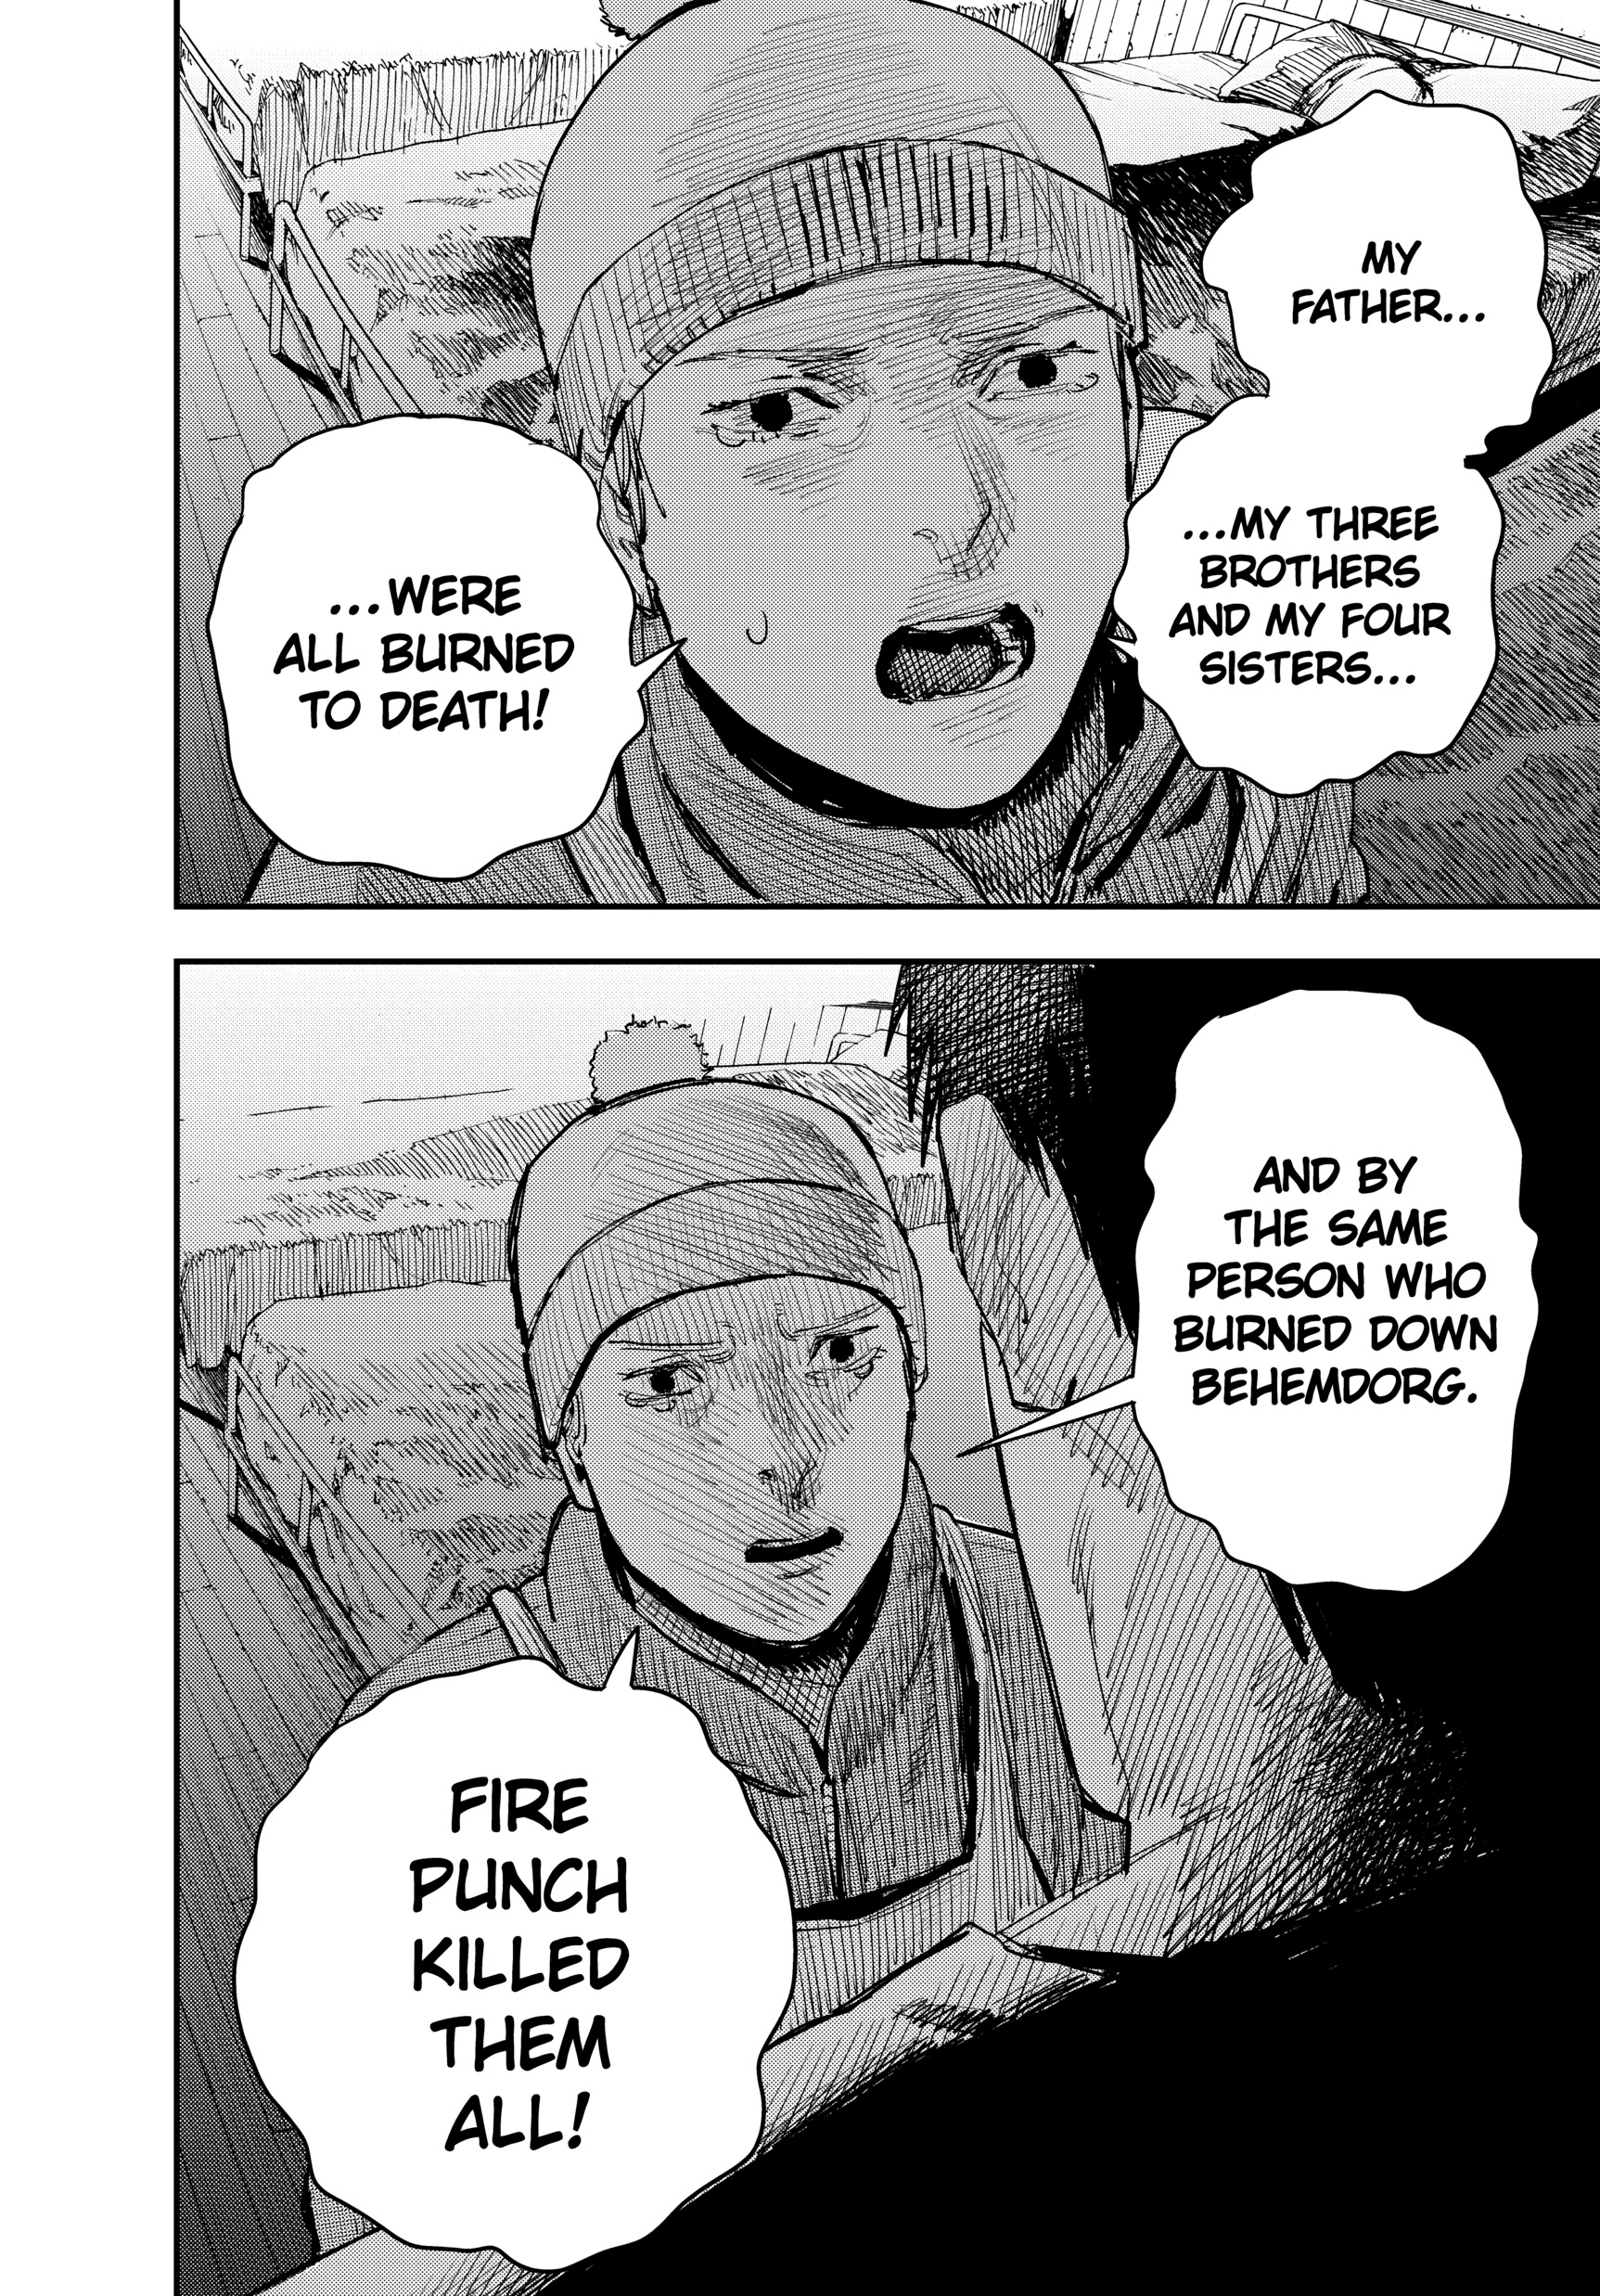 MY
FATHER...
...MY THREE
BROTHERS
AND MY FOUR
SISTERS...
...WERE
ALL BURNED
TO DEATH!
AND BY
THE SAME
PERSON WHO
BURNED DOWN
BEHEMDORG.
FIRE
PUNCH
KILLED
THEM
ALL!